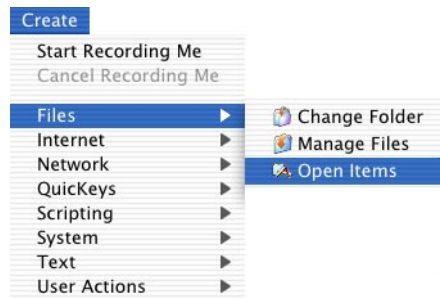 Create
Start Recording Me
Cancel Recording Me
Files
Internet
Network
QuicKeys
Scripting
System
Text
User Actions
Change Folder
Manage Files
Open Items